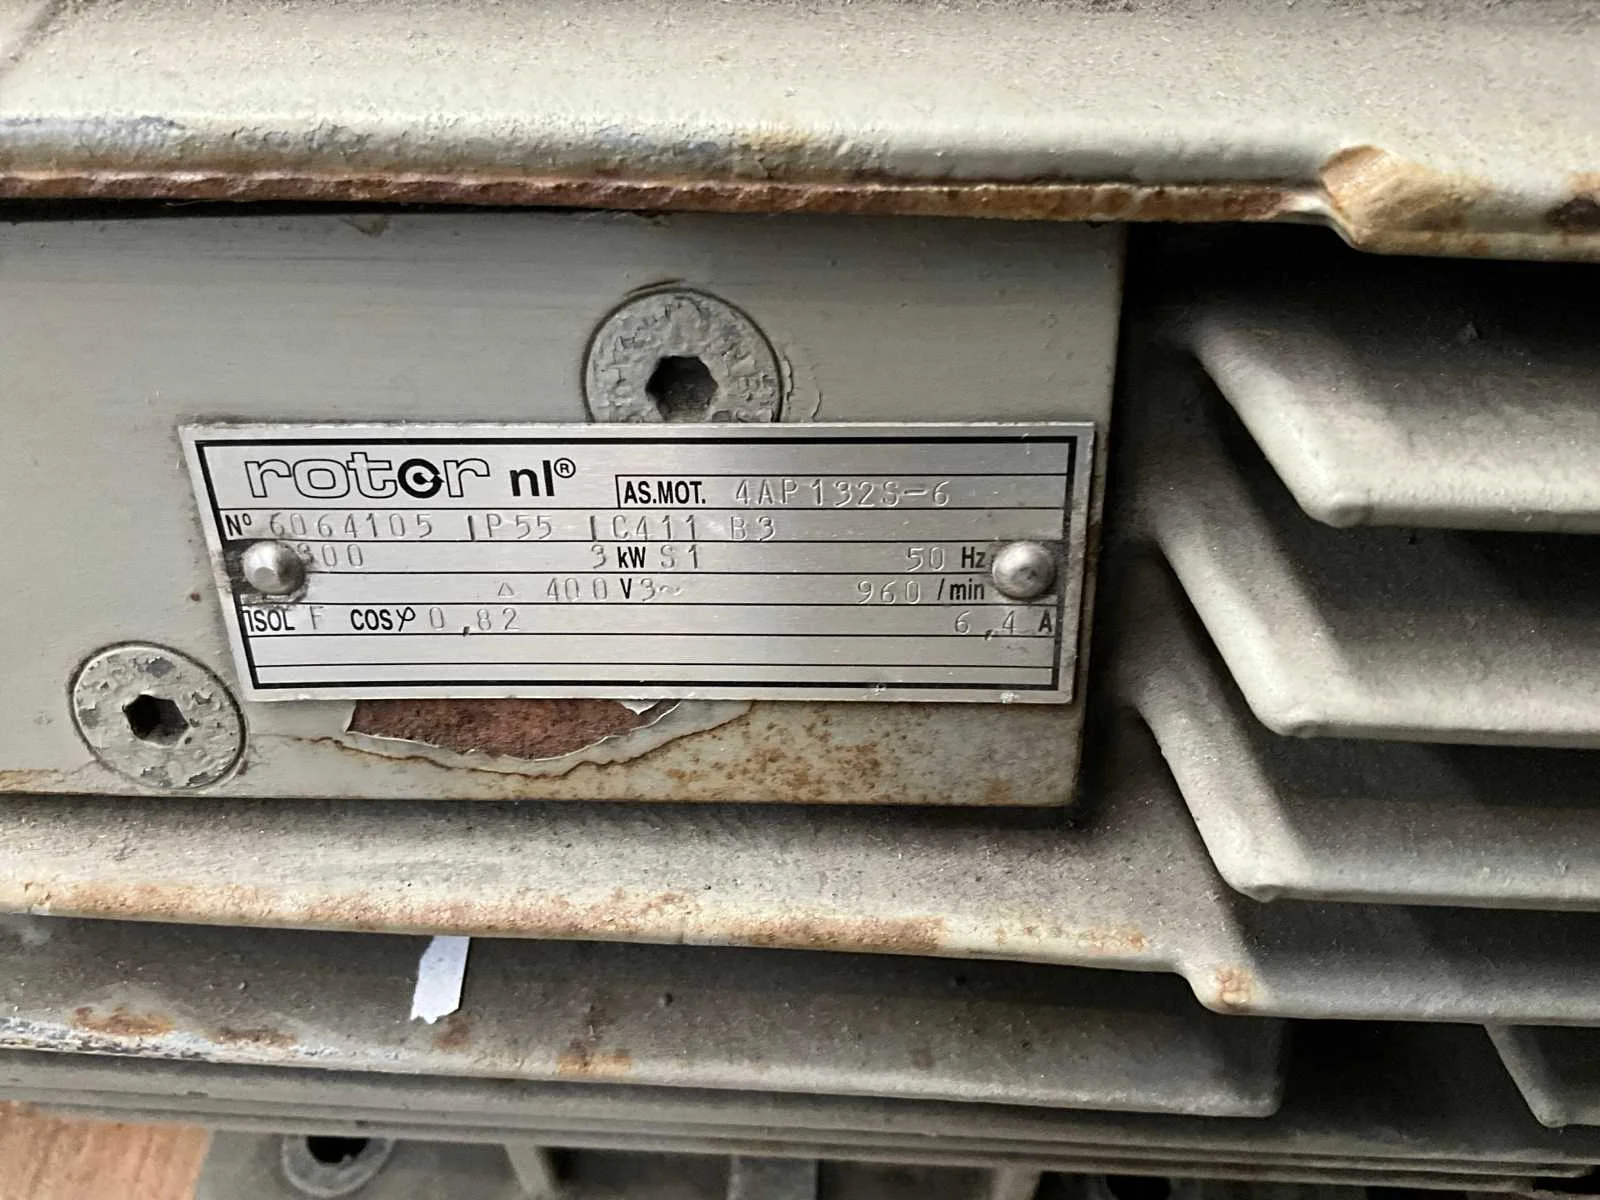 rotor nl®
AS.MOT. 4AP132S-6
Nº 6064105 IP55 IC411 B3
3 kW S1 50 Hz
△ 400 V3~ 960 /min
ISOL F COSφ 0,82 6,4 A